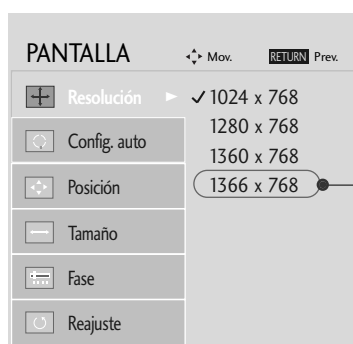 PANTALLA Mov. RETURN Prev.
Resolución ✓ 1024 x 768
1280 x 768
Config. auto
1360 x 768
Posición 1366 x 768
Tamaño
Fase
Reajuste